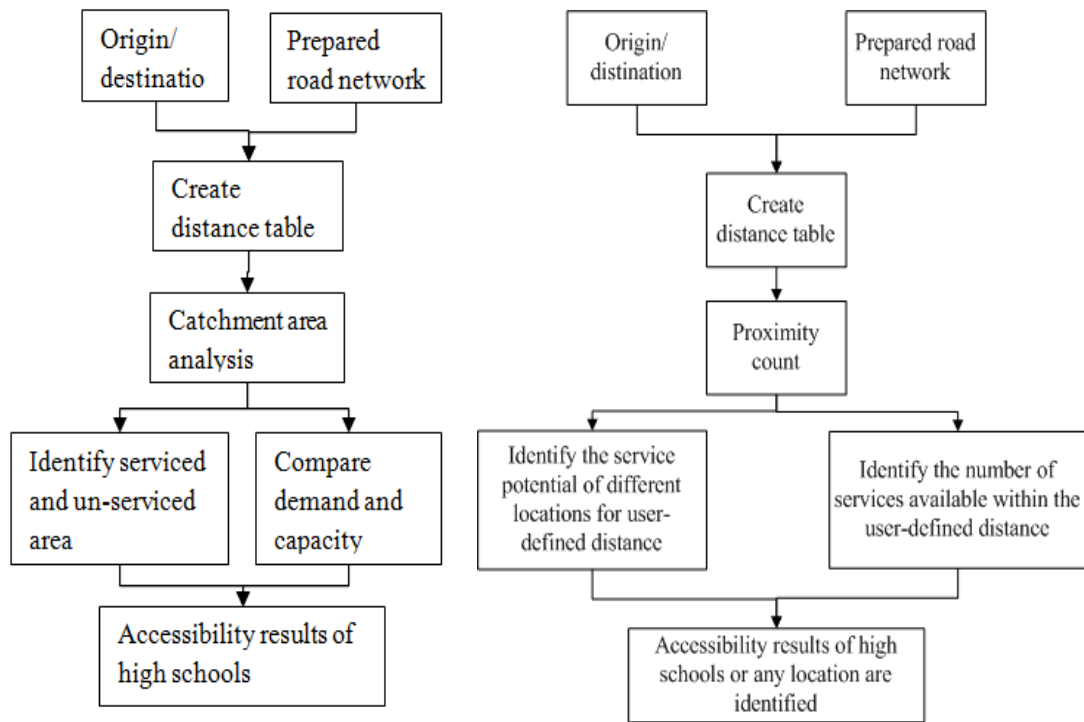 Origin/
destinatio
Prepared
road network
Create
distance table
Catchment area
analysis
Identify serviced
and un-serviced
area
Compare
demand and
capacity
Accessibility results of
high schools
Origin/
distination
Prepared road
network
Create
distance table
Proximity
count
Identify the service
potential of different
locations for user-
defined distance
Identify the number of
services available within the
user-defined distance
Accessibility results of high
schools or any location are
identified